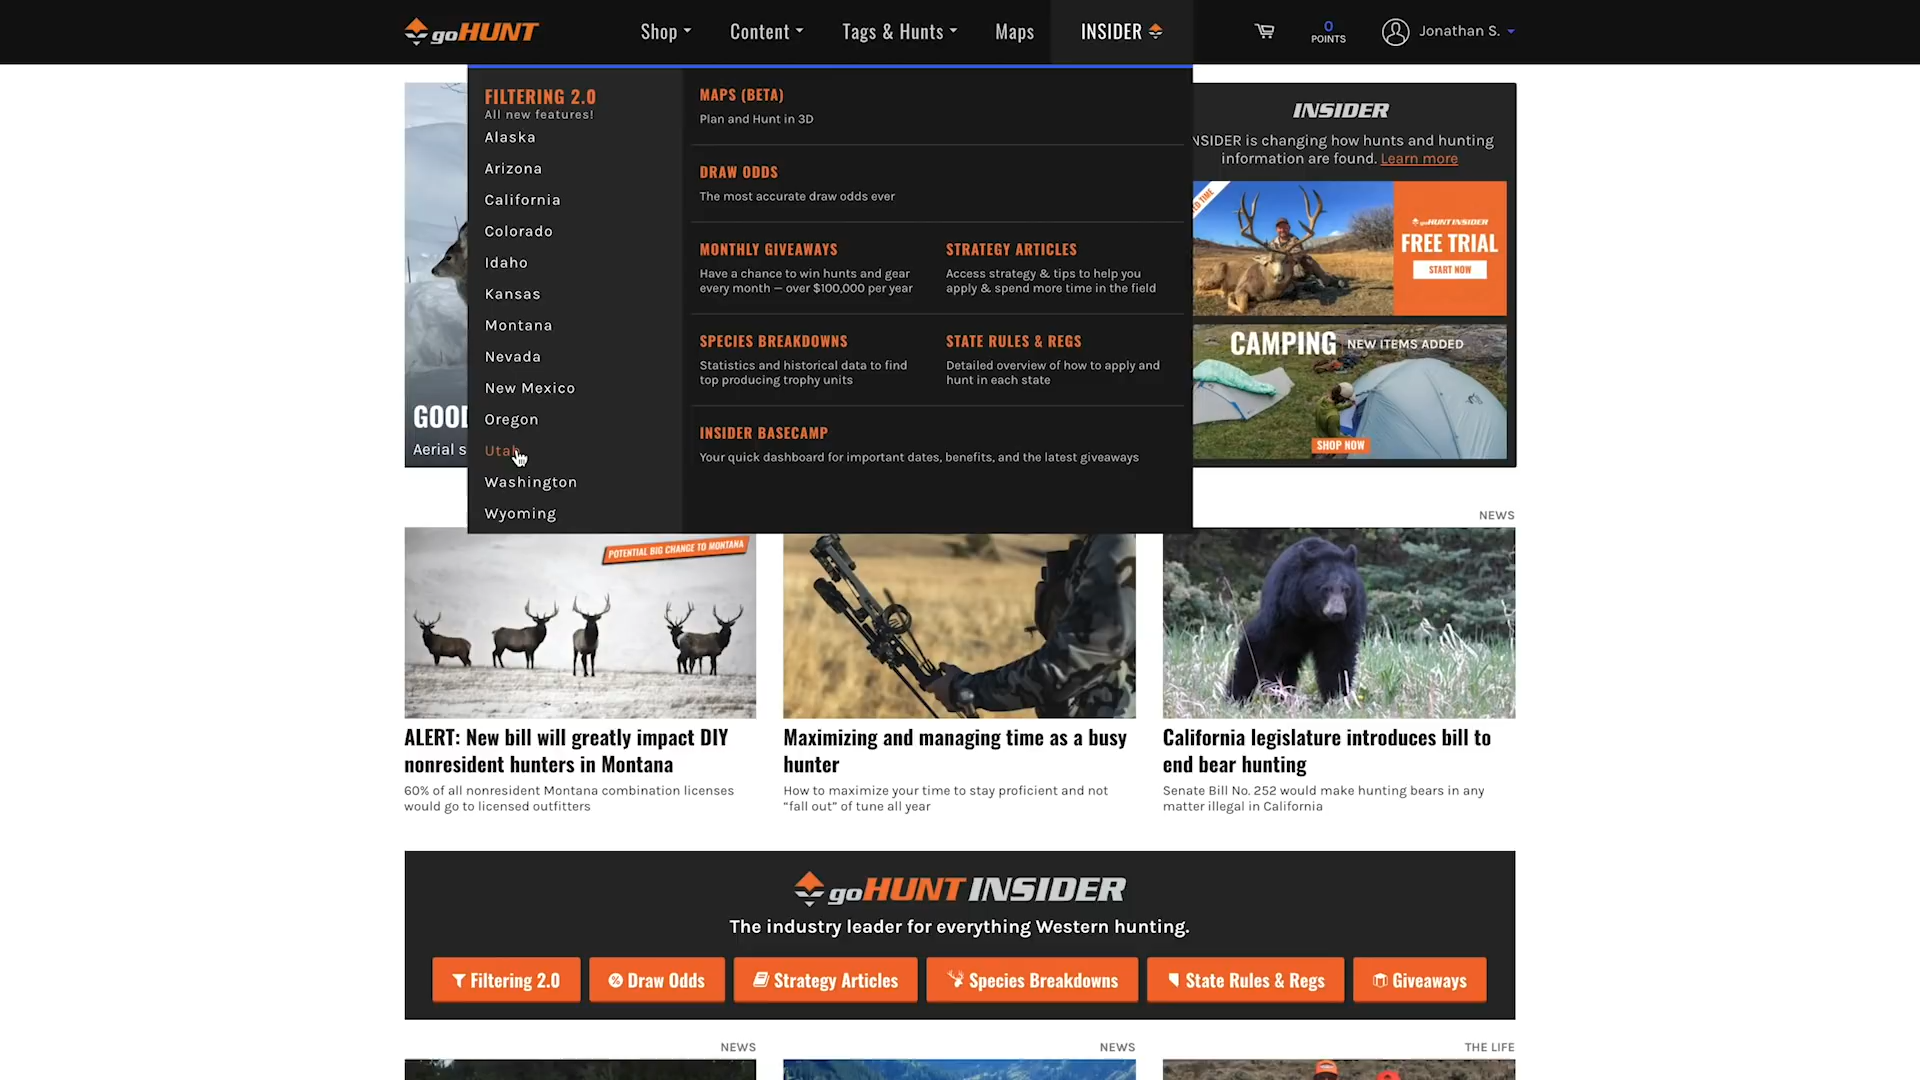 goHUNT
Shop
Content
Tags & Hunts
Maps
INSIDER
0
POINTS
Jonathan S.
FILTERING 2.0
All new features!
Alaska
Arizona
California
Colorado
Idaho
Kansas
Montana
Nevada
New Mexico
Oregon
Utah
Washington
Wyoming
MAPS (BETA)
Plan and Hunt in 3D
DRAW ODDS
The most accurate draw odds ever
MONTHLY GIVEAWAYS
Have a chance to win hunts and gear
every month — over $100,000 per year
STRATEGY ARTICLES
Access strategy & tips to help you
apply & spend more time in the field
SPECIES BREAKDOWNS
Statistics and historical data to find
top producing trophy units
STATE RULES & REGS
Detailed overview of how to apply and
hunt in each state
INSIDER BASECAMP
Your quick dashboard for important dates, benefits, and the latest giveaways
GOOD
Aerial s
INSIDER
NSIDER is changing how hunts and hunting
information are found. Learn more
ED TIME
goHUNT INSIDER
FREE TRIAL
START NOW
CAMPING NEW ITEMS ADDED
SHOP NOW
NEWS
POTENTIAL BIG CHANGE TO MONTANA
ALERT: New bill will greatly impact DIY
nonresident hunters in Montana
60% of all nonresident Montana combination licenses
would go to licensed outfitters
Maximizing and managing time as a busy
hunter
How to maximize your time to stay proficient and not
“fall out” of tune all year
California legislature introduces bill to
end bear hunting
Senate Bill No. 252 would make hunting bears in any
matter illegal in California
goHUNT INSIDER
The industry leader for everything Western hunting.
Filtering 2.0
Draw Odds
Strategy Articles
Species Breakdowns
State Rules & Regs
Giveaways
NEWS
NEWS
THE LIFE